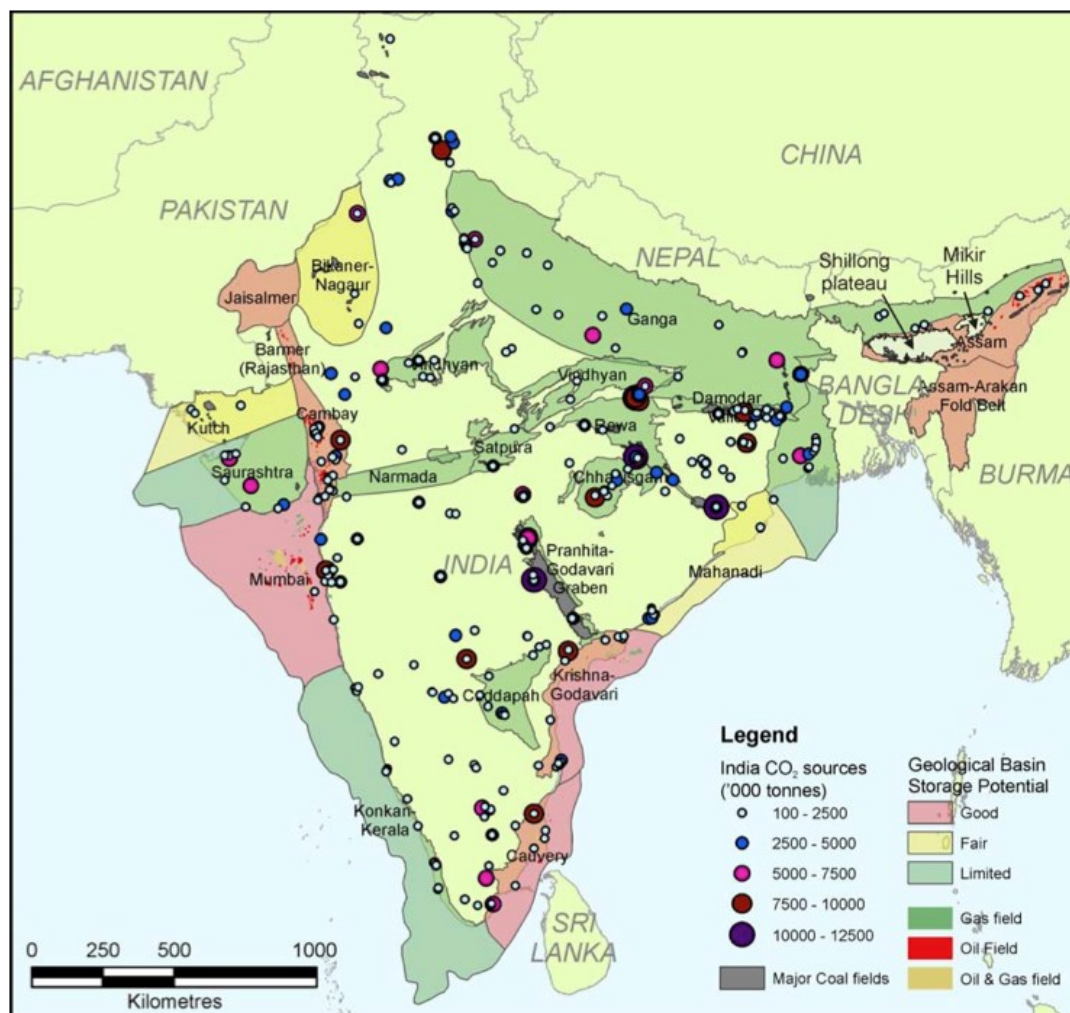 AFGHANISTAN
CHINA
PAKISTAN
NEPAL
Shillong
plateau
Mikir
Hills
Bikaner-
Nagaur
Jaisalmer
Ganga
Barmer
(Rajasthan)
Vindhyan
Assam
BANGLA
DESH
Assam-Arakan
Fold Belt
Damodar
Kutch
Cambay
Rewa
Satpura
Saurashtra
Narmada
Chhattisgarh
BURMA
INDIA
Pranhita-
Godavari
Graben
Mahanadi
Mumbai
Krishna-
Godavari
Cuddapah
Konkan-
Kerala
Cauvery
SRI
LANKA
Legend
India CO₂ sources
('000 tonnes)
100 - 2500
2500 - 5000
5000 - 7500
7500 - 10000
10000 - 12500
Major Coal fields
Geological Basin
Storage Potential
Good
Fair
Limited
Gas field
Oil Field
Oil & Gas field
0 250 500 1000
Kilometres